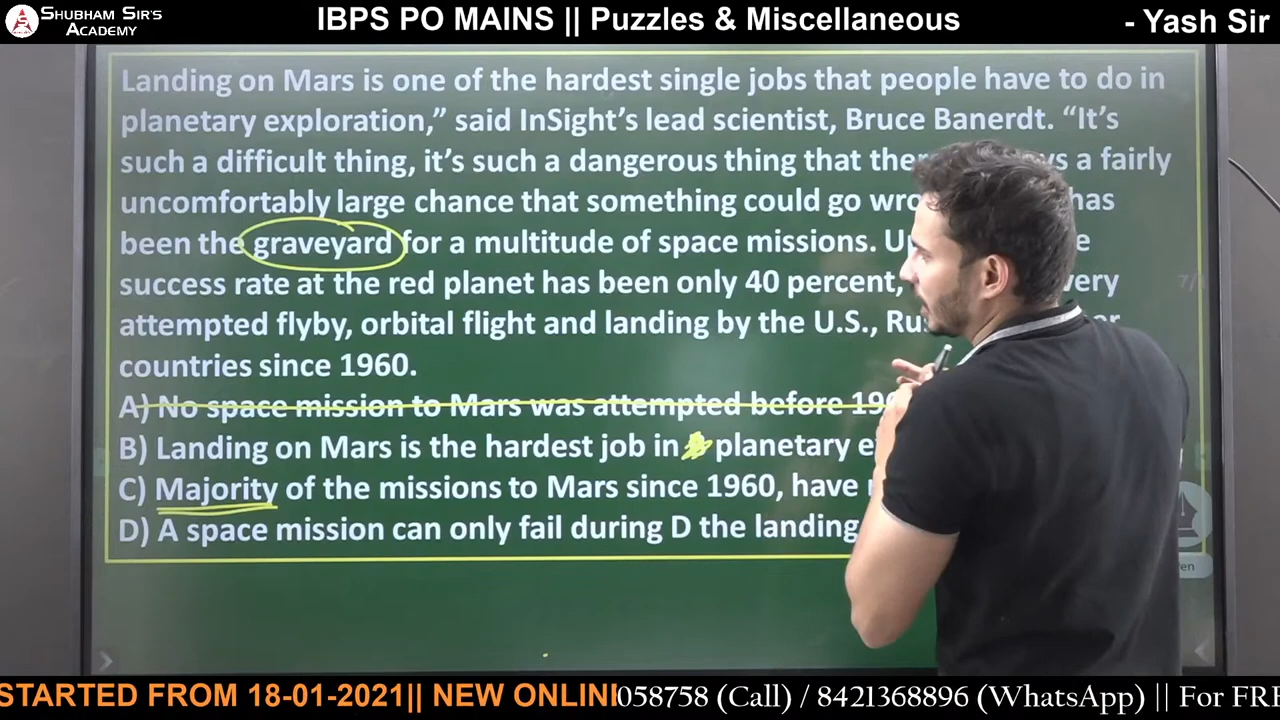 SHUBHAM SIR'S
ACADEMY
IBPS PO MAINS || Puzzles & Miscellaneous
- Yash Sir
Landing on Mars is one of the hardest single jobs that people have to do in
planetary exploration,” said InSight’s lead scientist, Bruce Banerdt. “It’s
such a difficult thing, it’s such a dangerous thing that a fairly
uncomfortably large chance that something could go has
been the graveyard for a multitude of space missions.
success rate at the red planet has been only 40 percent,
attempted flyby, orbital flight and landing by the U.S.,
countries since 1960.
A) No space mission to Mars was attempted before
B) Landing on Mars is the hardest job in planetary
C) Majority of the missions to Mars since 1960, have
D) A space mission can only fail during D the landing
STARTED FROM 18-01-2021|| NEW ONLINI
058758 (Call) / 8421368896 (WhatsApp) || For FRE